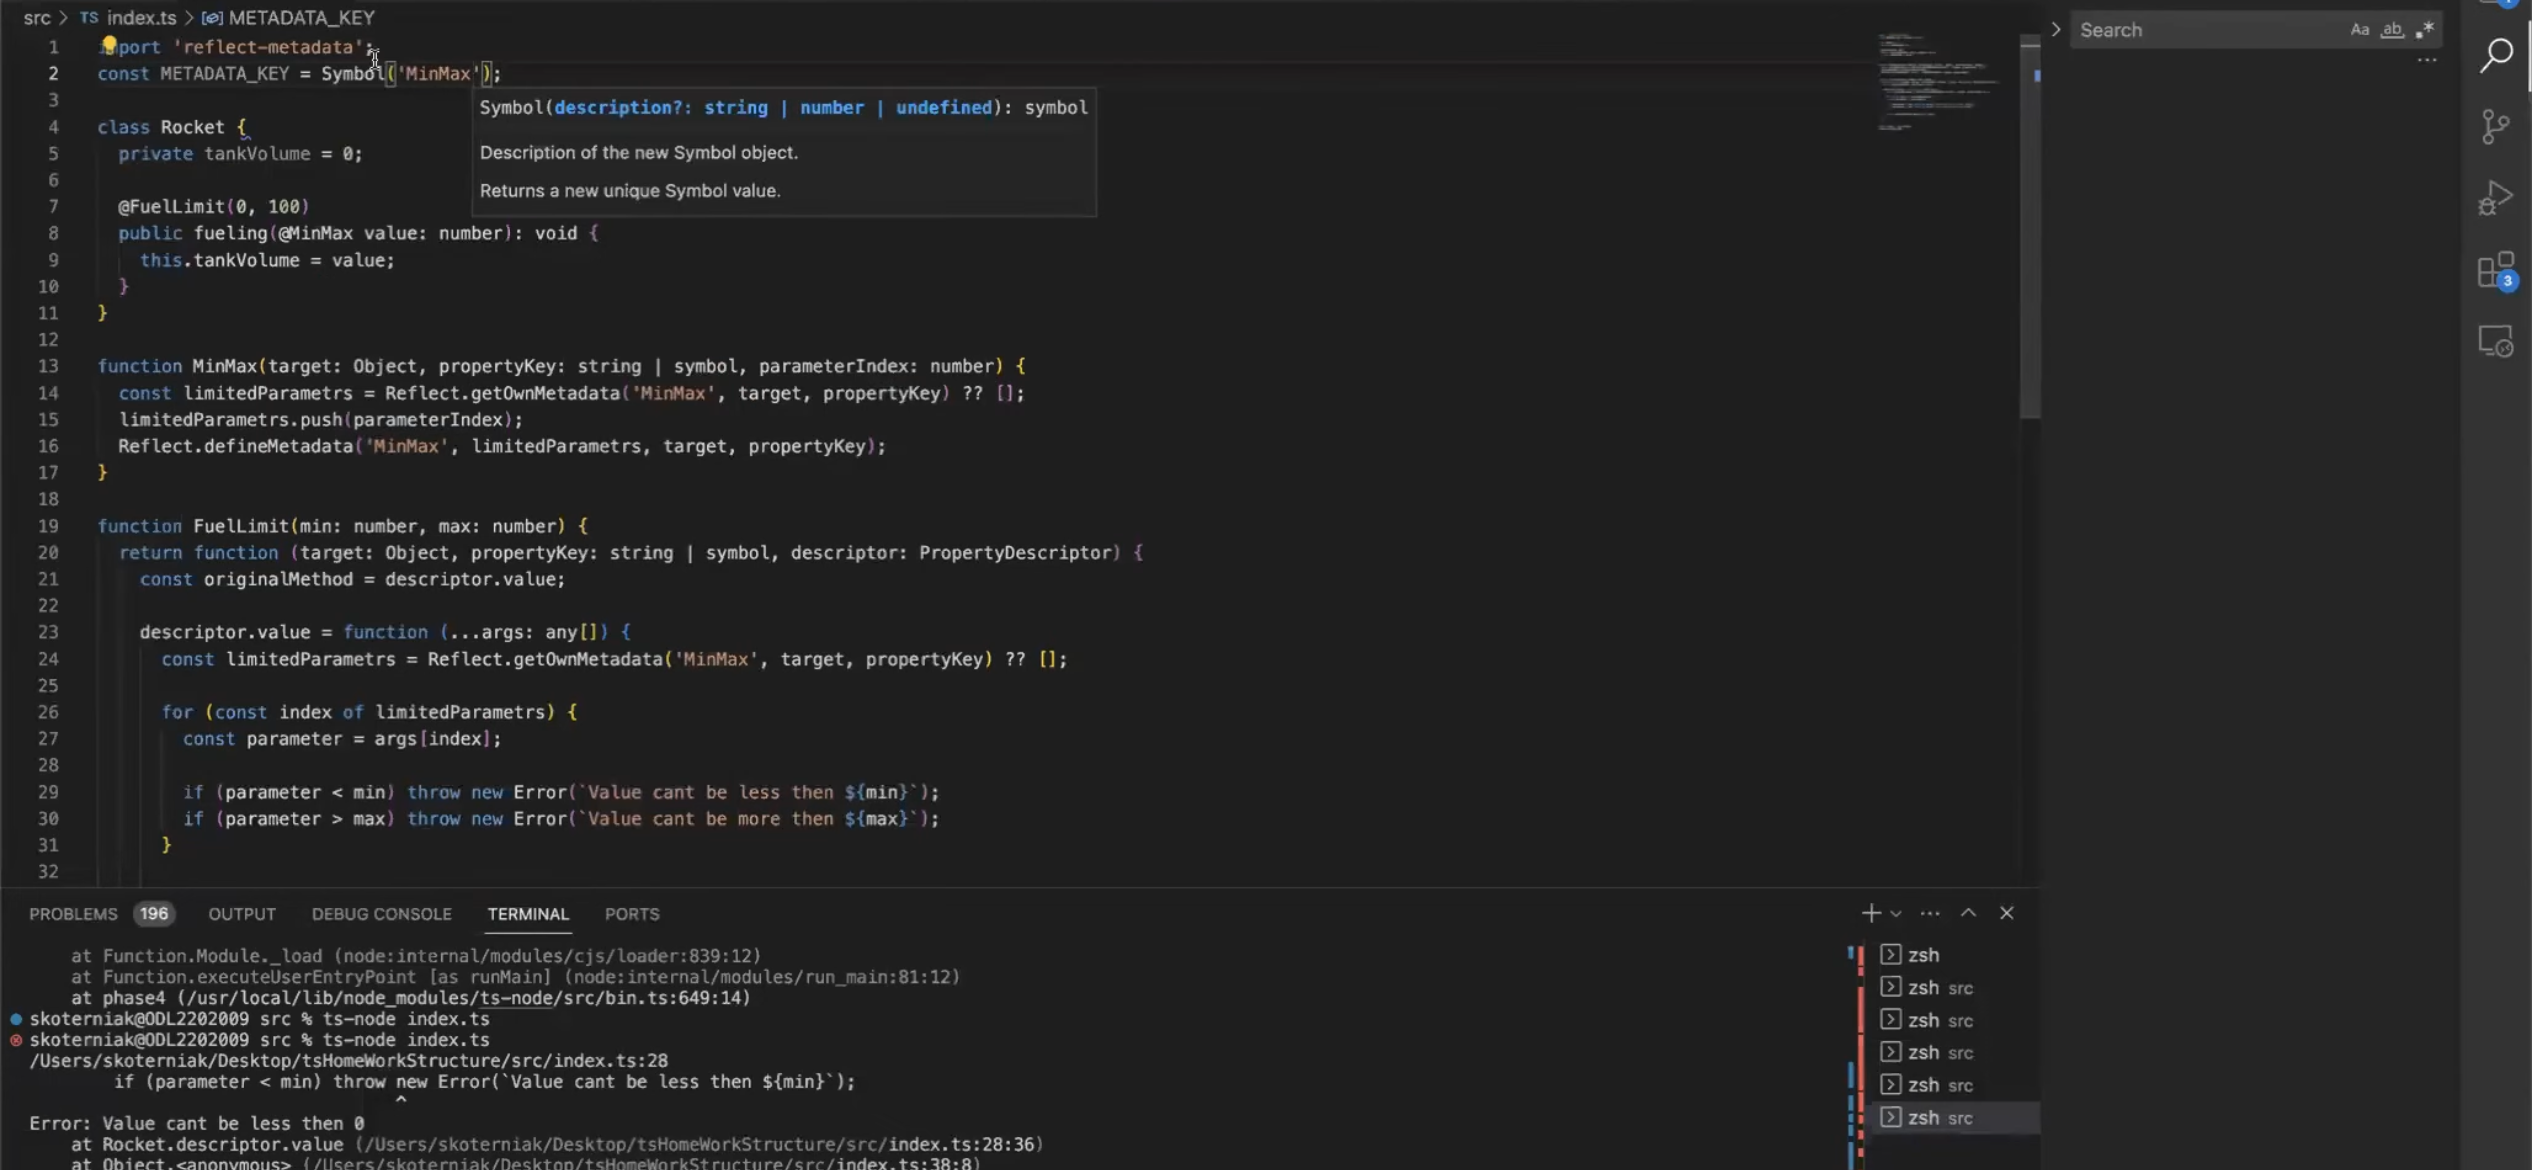 src > TS index.ts > METADATA_KEY
1 import 'reflect-metadata';
2 const METADATA_KEY = Symbol('MinMax');
Symbol(description?: string | number | undefined): symbol
Description of the new Symbol object.
Returns a new unique Symbol value.
3
4 class Rocket {
5 private tankVolume = 0;
6
7 @FuelLimit(0, 100)
8 public fueling(@MinMax value: number): void {
9 this.tankVolume = value;
10 }
11 }
12
13 function MinMax(target: Object, propertyKey: string | symbol, parameterIndex: number) {
14 const limitedParametrs = Reflect.getOwnMetadata('MinMax', target, propertyKey) ?? [];
15 limitedParametrs.push(parameterIndex);
16 Reflect.defineMetadata('MinMax', limitedParametrs, target, propertyKey);
17 }
18
19 function FuelLimit(min: number, max: number) {
20 return function (target: Object, propertyKey: string | symbol, descriptor: PropertyDescriptor) {
21 const originalMethod = descriptor.value;
22
23 descriptor.value = function (...args: any[]) {
24 const limitedParametrs = Reflect.getOwnMetadata('MinMax', target, propertyKey) ?? [];
25
26 for (const index of limitedParametrs) {
27 const parameter = args[index];
28
29 if (parameter < min) throw new Error(`Value cant be less then ${min}`);
30 if (parameter > max) throw new Error(`Value cant be more then ${max}`);
31 }
32
Search Aa ab .*
3
PROBLEMS 196 OUTPUT DEBUG CONSOLE TERMINAL PORTS
at Function.Module._load (node:internal/modules/cjs/loader:839:12)
at Function.executeUserEntryPoint [as runMain] (node:internal/modules/run_main:81:12)
at phase4 (/usr/local/lib/node_modules/ts-node/src/bin.ts:649:14)
skoterniak@ODL2202009 src % ts-node index.ts
skoterniak@ODL2202009 src % ts-node index.ts
/Users/skoterniak/Desktop/tsHomeWorkStructure/src/index.ts:28
if (parameter < min) throw new Error(`Value cant be less then ${min}`);
^
Error: Value cant be less then 0
at Rocket.descriptor.value (/Users/skoterniak/Desktop/tsHomeWorkStructure/src/index.ts:28:36)
at Object.<anonymous> (/Users/skoterniak/Desktop/tsHomeWorkStructure/src/index.ts:38:8)
zsh
zsh src
zsh src
zsh src
zsh src
zsh src